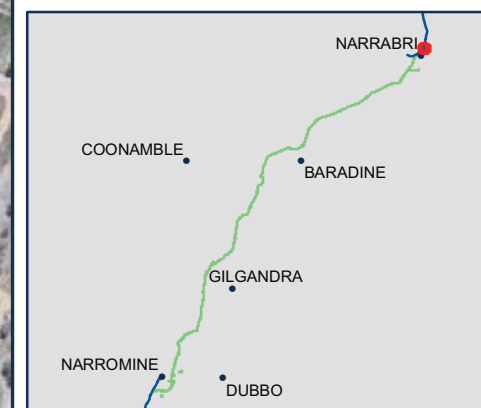 NARRABRI
COONAMBLE
BARADINE
GILGANDRA
NARROMINE
DUBBO